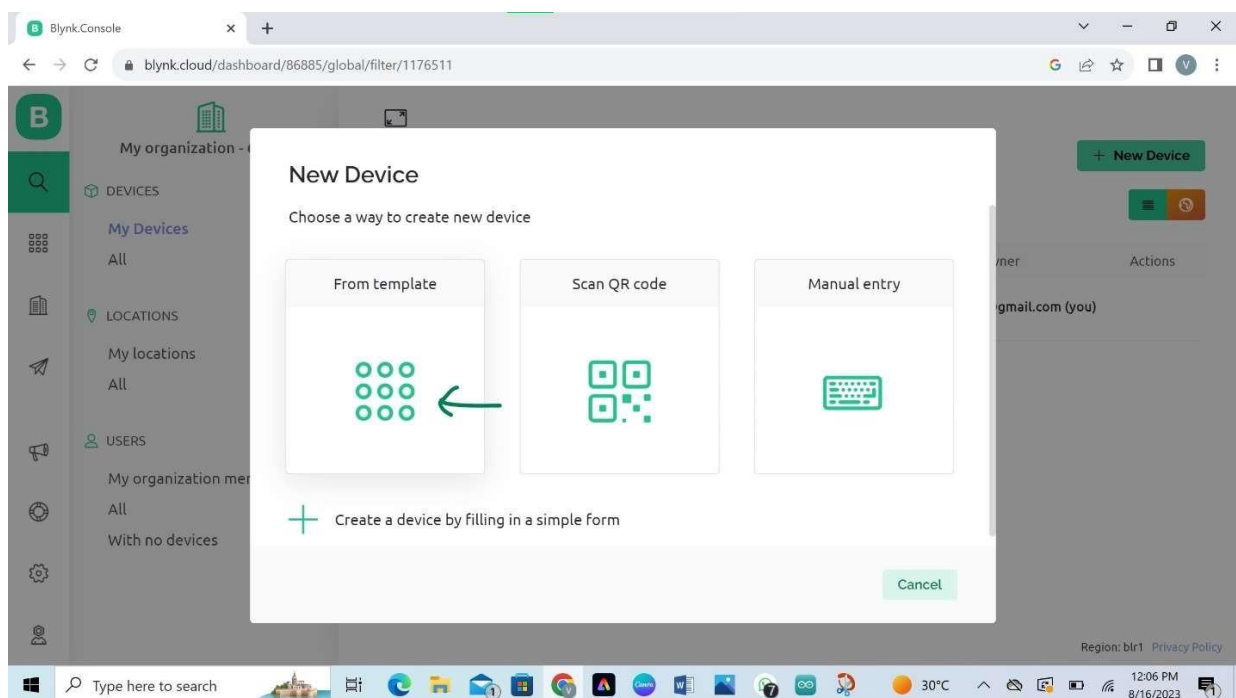 B Blynk.Console
blynk.cloud/dashboard/86885/global/filter/1176511
V
B
My organization -
+ New Device
DEVICES
My Devices
All
LOCATIONS
My locations
All
USERS
My organization
All
With no devices
New Device
Choose a way to create new device
From template
Scan QR code
Manual entry
Create a device by filling in a simple form
Cancel
Actions
gmail.com (you)
Region: blr1 Privacy Policy
Type here to search
30°C
12:06 PM
8/16/2023